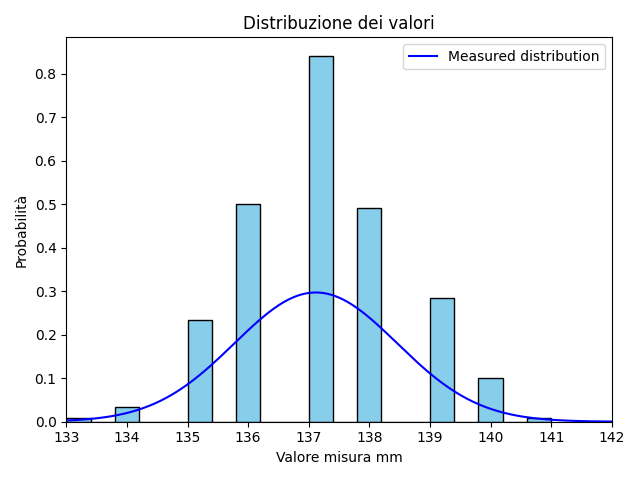 Distribuzione dei valori
Measured distribution
Probabilità
0.8
0.7
0.6
0.5
0.4
0.3
0.2
0.1
0.0
133 134 135 136 137 138 139 140 141 142
Valore misura mm